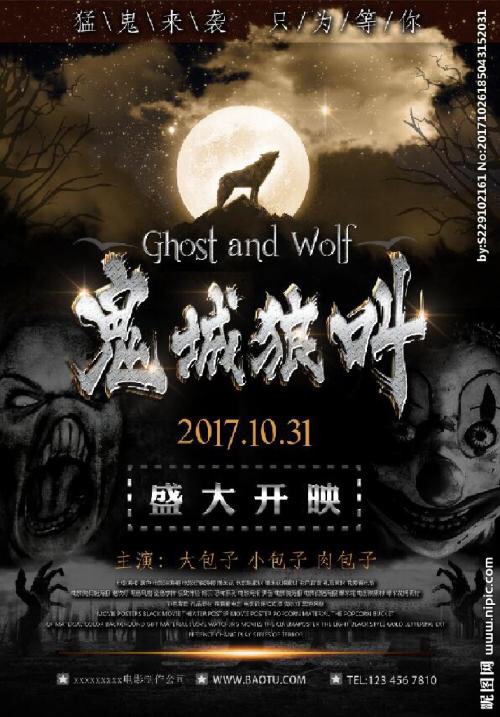 猛\鬼\来\袭 只\为\等\你
Ghost and Wolf
鬼城狼叫
2017.10.31
盛大开映
主演：大包子 小包子 肉包子
★ xxxxxxxxx电影制作公司 ★ WWW.BAOTU.COM ★ TEL:123 456 7810
by:S229102161 No:20171026185043152031
昵图网 www.nipic.com